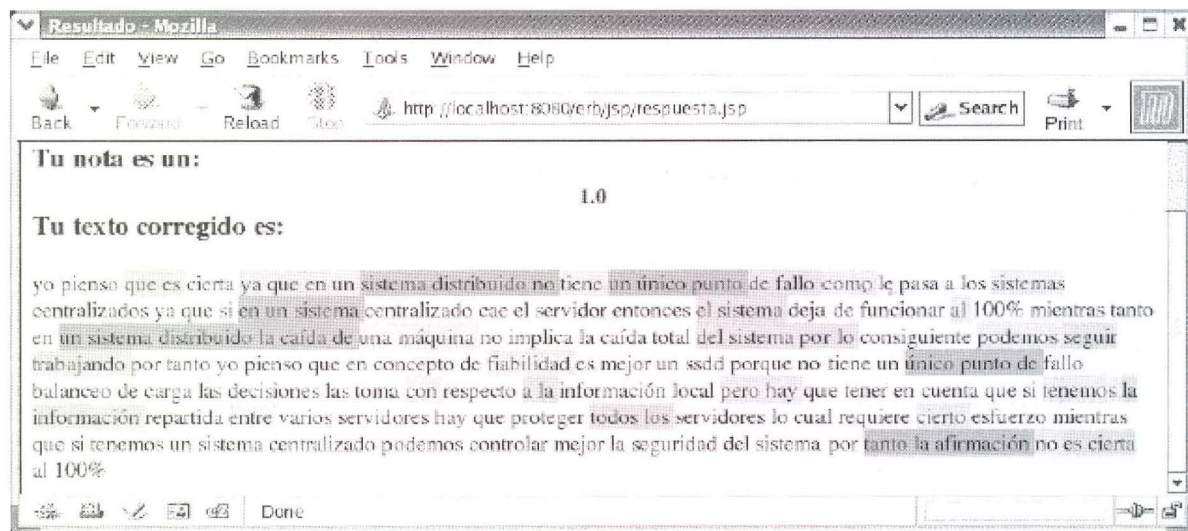 Resultado - Mozilla
File Edit View Go Bookmarks Tools Window Help
http://localhost:8080/erb/jsp/respuesta.jsp Search
Back Forward Reload Stop Print
Tu nota es un:
1.0
Tu texto corregido es:
yo pienso que es cierta ya que en un sistema distribuido no tiene un único punto de fallo como le pasa a los sistemas
centralizados ya que si en un sistema centralizado cae el servidor entonces el sistema deja de funcionar al 100% mientras tanto
en un sistema distribuido la caída de una máquina no implica la caída total del sistema por lo consiguiente podemos seguir
trabajando por tanto yo pienso que en concepto de fiabilidad es mejor un ssdd porque no tiene un único punto de fallo
balanceo de carga las decisiones las toma con respecto a la información local pero hay que tener en cuenta que si tenemos la
información repartida entre varios servidores hay que proteger todos los servidores lo cual requiere cierto esfuerzo mientras
que si tenemos un sistema centralizado podemos controlar mejor la seguridad del sistema por tanto la afirmación no es cierta
al 100%
Done